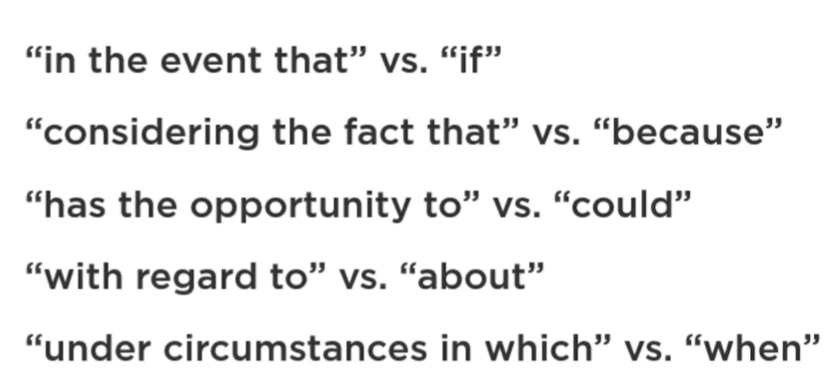 “in the event that” vs. “if”
“considering the fact that” vs. “because”
“has the opportunity to” vs. “could”
“with regard to” vs. “about”
“under circumstances in which” vs. “when”